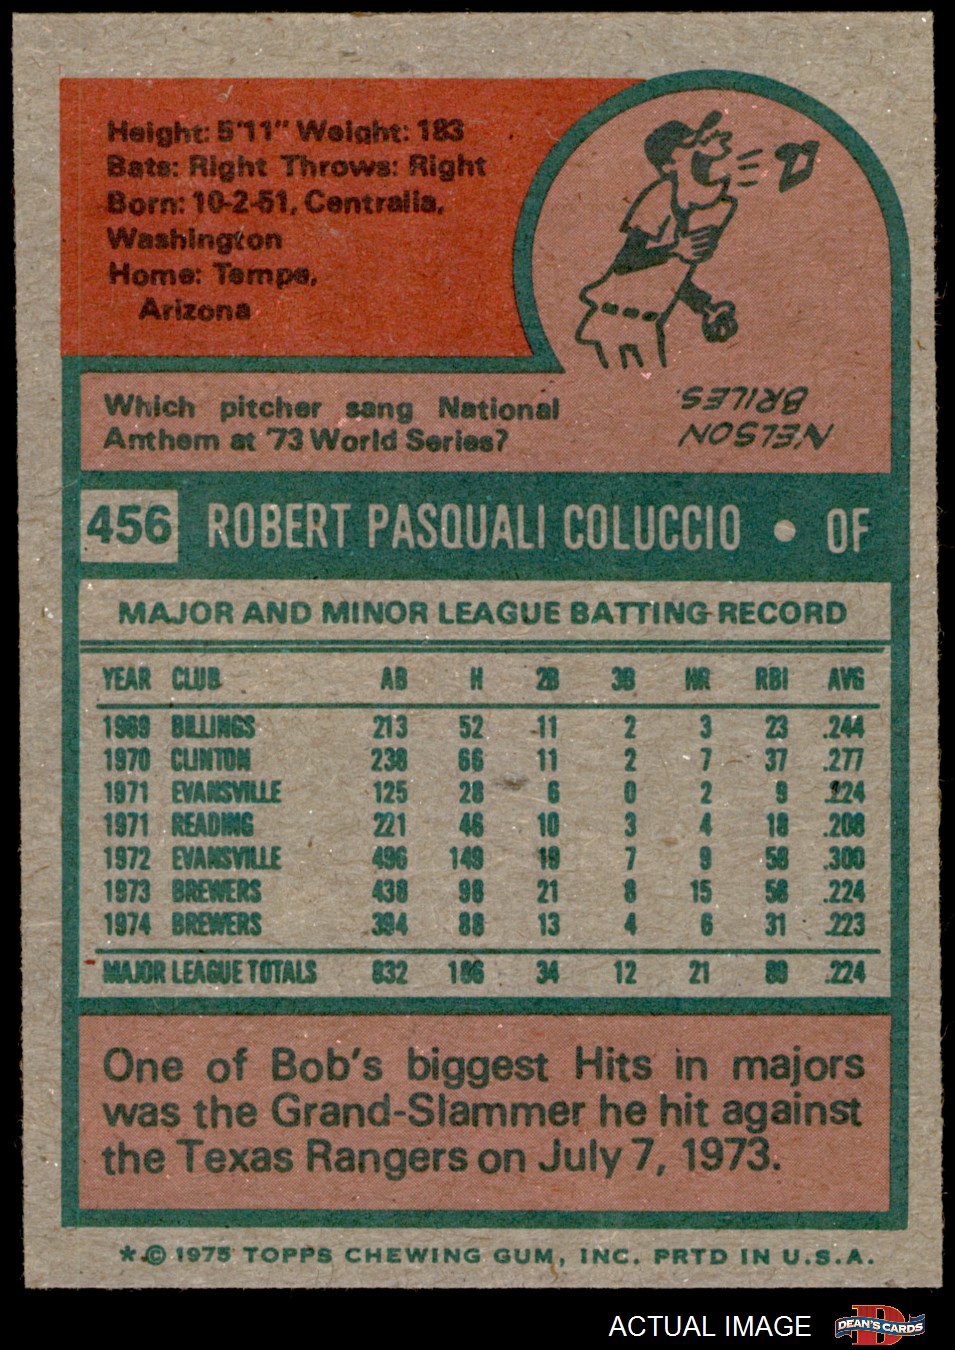 Height: 5'11" Weight: 183
Bats: Right Throws: Right
Born: 10-2-51, Centralia,
Washington
Home: Tempe,
Arizona
Which pitcher sang National
Anthem at '73 World Series?
NELSON
BRILES.
456 ROBERT PASQUALI COLUCCIO • OF
MAJOR AND MINOR LEAGUE BATTING RECORD
YEAR CLUB AB H 2B 3B HR RBI AVG
1969 BILLINGS 213 52 11 2 3 23 .244
1970 CLINTON 238 66 11 2 7 37 .277
1971 EVANSVILLE 125 28 6 0 2 9 .224
1971 READING 221 46 10 3 4 18 .208
1972 EVANSVILLE 496 149 18 7 9 58 .300
1973 BREWERS 438 98 21 8 15 58 .224
1974 BREWERS 394 88 13 4 6 31 .223
MAJOR LEAGUE TOTALS 832 186 34 12 21 89 .224
One of Bob's biggest Hits in majors
was the Grand-Slammer he hit against
the Texas Rangers on July 7, 1973.
* © 1975 TOPPS CHEWING GUM, INC. PRTD IN U.S.A.
ACTUAL IMAGE
DEAN'S CARDS